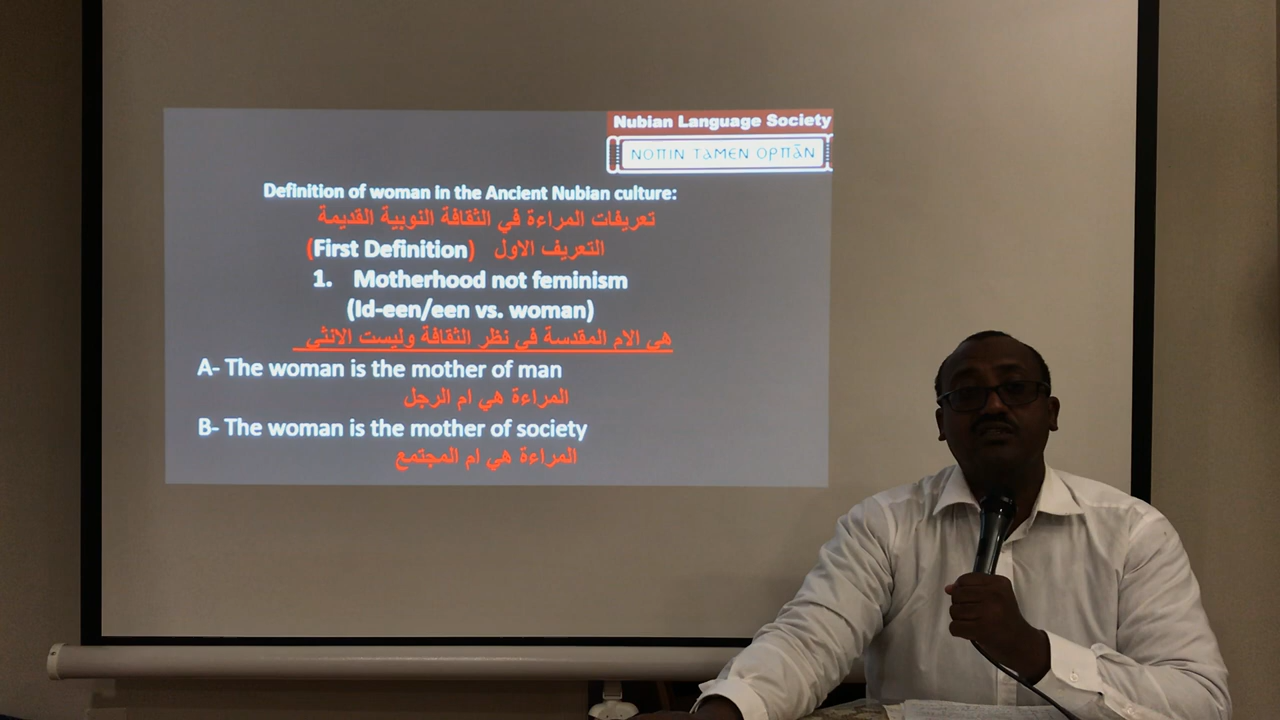 Nubian Language Society
ⲚⲞⲠⲒⲚ ⲦⲀⲘⲈⲚ ⲞⲢⲠⲀ̄Ⲛ
Definition of woman in the Ancient Nubian culture:
تعريفات المراءة في الثقافة النوبية القديمة
(First Definition) التعريف الاول
1. Motherhood not feminism
(Id-een/een vs. woman)
هي الام المقدسة في نظر الثقافة وليست الانثى
A- The woman is the mother of man
المراءة هي ام الرجل
B- The woman is the mother of society
المراءة هي ام المجتمع